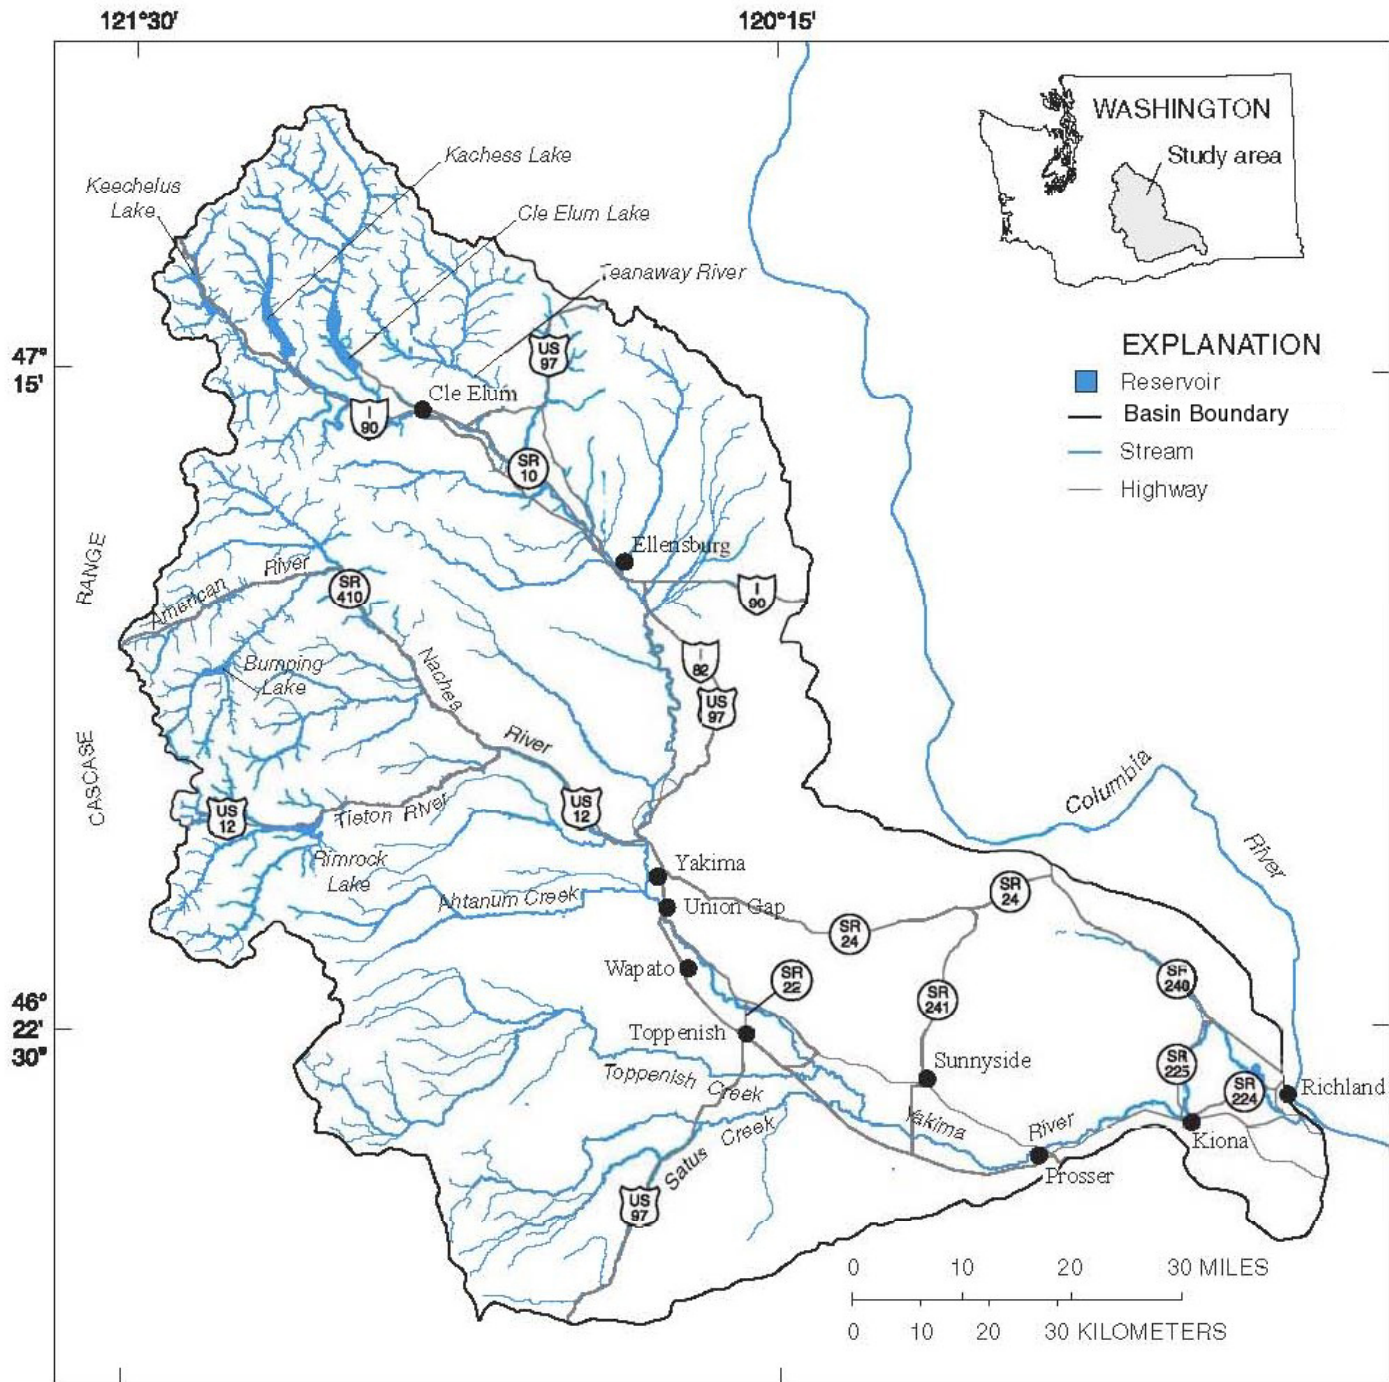 121°30'
120°15'
WASHINGTON
Study area
Kachess Lake
Keechelus
Lake
Cle Elum Lake
Teanaway River
EXPLANATION
Reservoir
Basin Boundary
Stream
Highway
47°
15'
US
97
Cle Elum
I
90
SR
10
Ellensburg
RANGE
American River
SR
410
I
90
I
82
Bumping
Lake
Naches
US
97
River
CASCASE
Columbia
River
US
12
Tieton River
US
12
Rimrock
Lake
Yakima
Ahtanum Creek
Union Gap
SR
24
SR
24
Wapato
SR
22
SR
240
SR
241
46°
22'
30"
Toppenish
Sunnyside
SR
225
SR
224
Richland
Toppenish Creek
Yakima
River
Kiona
Satus Creek
Prosser
US
97
0 10 20 30 MILES
0 10 20 30 KILOMETERS